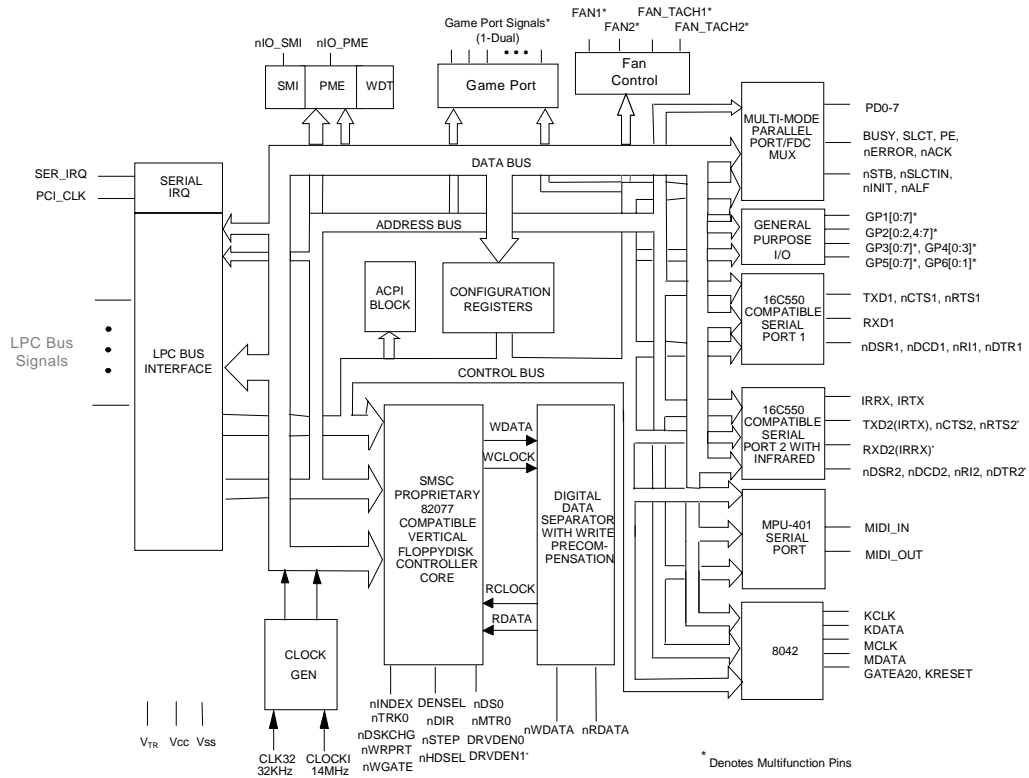 Game Port Signals*
(1-Dual)
FAN1*
FAN_TACH1*
FAN2*
FAN_TACH2*
nIO_SMI
nIO_PME
SMI
PME
WDT
Game Port
Fan
Control
MULTI-MODE
PARALLEL
PORT/FDC
MUX
PD0-7
BUSY, SLCT, PE,
nERROR, nACK
nSTB, nSLCTIN,
nINIT, nALF
DATA BUS
SER_IRQ
PCI_CLK
SERIAL
IRQ
ADDRESS BUS
GENERAL
PURPOSE
I/O
GP1[0:7]*
GP2[0:2,4:7]*
GP3[0:7]*, GP4[0:3]*
GP5[0:7]*, GP6[0:1]*
ACPI
BLOCK
CONFIGURATION
REGISTERS
16C550
COMPATIBLE
SERIAL
PORT 1
TXD1, nCTS1, nRTS1
RXD1
nDSR1, nDCD1, nRI1, nDTR1
LPC Bus
Signals
LPC BUS
INTERFACE
CONTROL BUS
16C550
COMPATIBLE
SERIAL
PORT 2 WITH
INFRARED
IRRX, IRTX
TXD2(IRTX), nCTS2, nRTS2*
RXD2(IRRX)*
nDSR2, nDCD2, nRI2, nDTR2*
WDATA
WCLOCK
SMSC
PROPRIETARY
82077
COMPATIBLE
VERTICAL
FLOPPYDISK
CONTROLLER
CORE
DIGITAL
DATA
SEPARATOR
WITH WRITE
PRECOM-
PENSATION
RCLOCK
RDATA
MPU-401
SERIAL
PORT
MIDI_IN
MIDI_OUT
8042
KCLK
KDATA
MCLK
MDATA
GATEA20, KRESET
CLOCK
GEN
nINDEX
nTRK0
nDSKCHG
nWRPRT
nWGATE
DENSEL
nDIR
nSTEP
nHDSEL
nDS0
nMTR0
DRVDEN0*
DRVDEN1*
nWDATA
nRDATA
VTR
Vcc
Vss
CLK32
32KHz
CLOCKI
14MHz
* Denotes Multifunction Pins